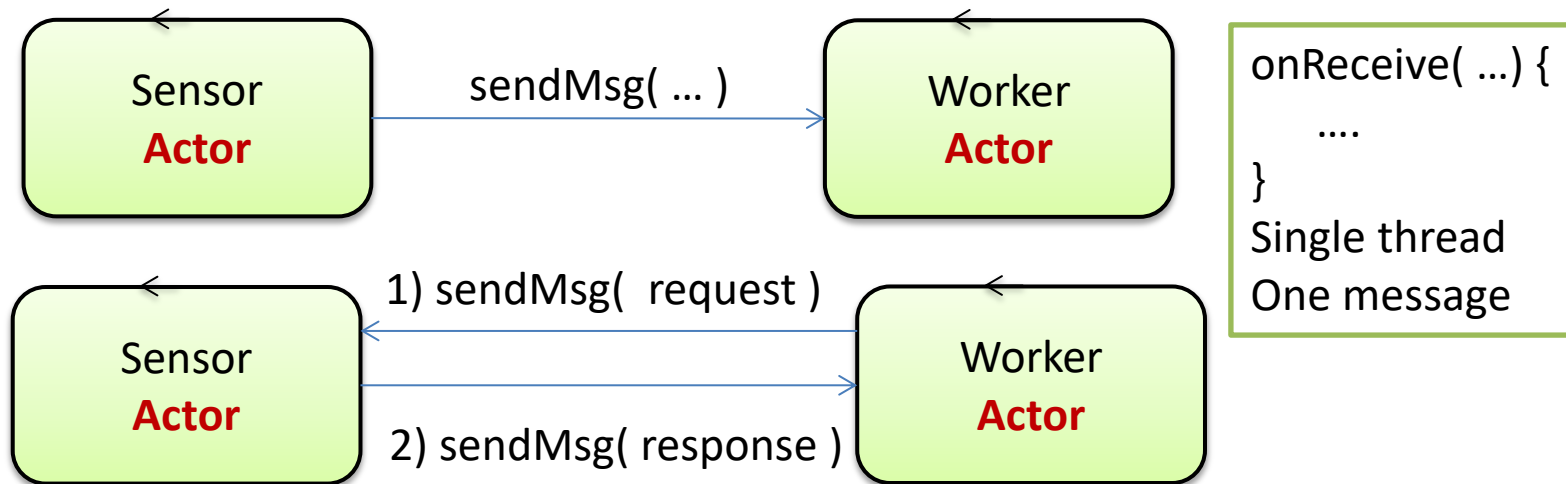 Sensor
Actor
sendMsg( … )
Worker
Actor
onReceive( …) {
….
}
Single thread
One message
Sensor
Actor
1) sendMsg(  request )
2) sendMsg( response )
Worker
Actor